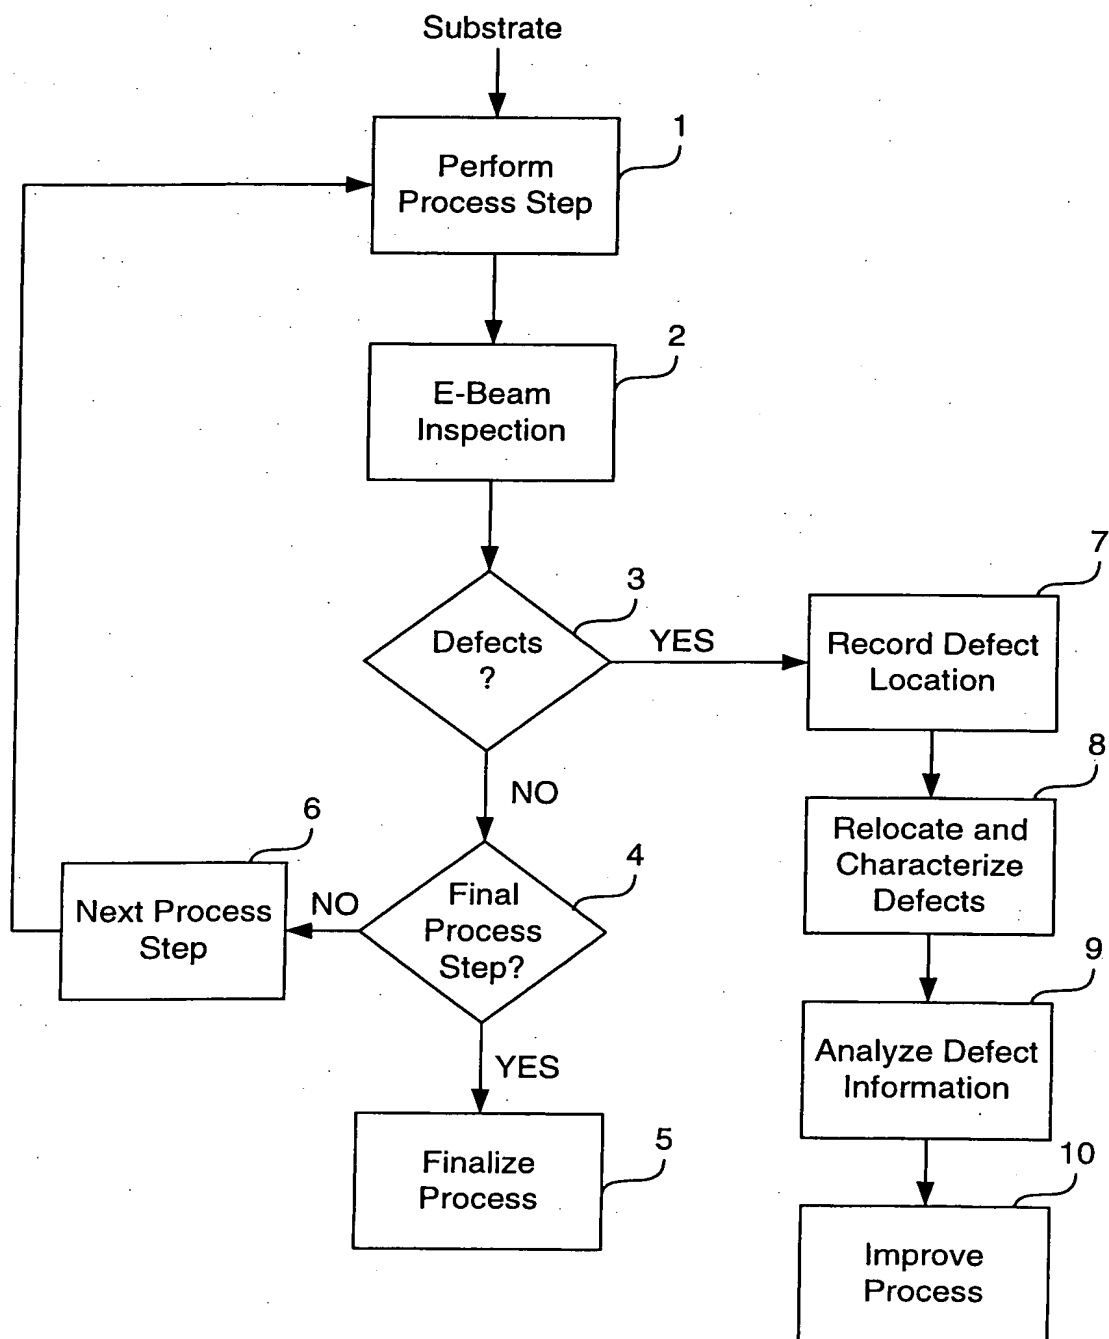 Substrate
1
Perform
Process Step
2
E-Beam
Inspection
3
Defects
?
YES
7
Record Defect
Location
NO
8
Relocate and
Characterize
Defects
6
Next Process
Step
NO
4
Final
Process
Step?
9
Analyze Defect
Information
YES
5
Finalize
Process
10
Improve
Process